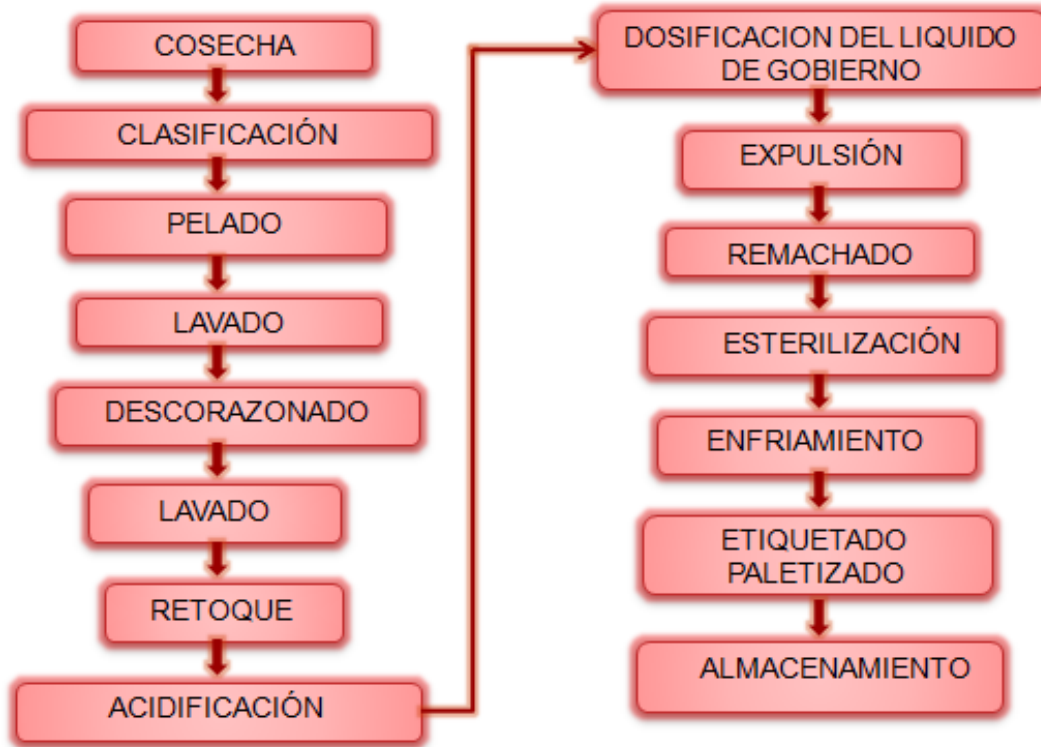 COSECHA
CLASIFICACIÓN
PELADO
LAVADO
DESCORAZONADO
LAVADO
RETOQUE
ACIDIFICACIÓN
DOSIFICACION DEL LIQUIDO
DE GOBIERNO
EXPULSIÓN
REMACHADO
ESTERILIZACIÓN
ENFRIAMIENTO
ETIQUETADO
PALETIZADO
ALMACENAMIENTO